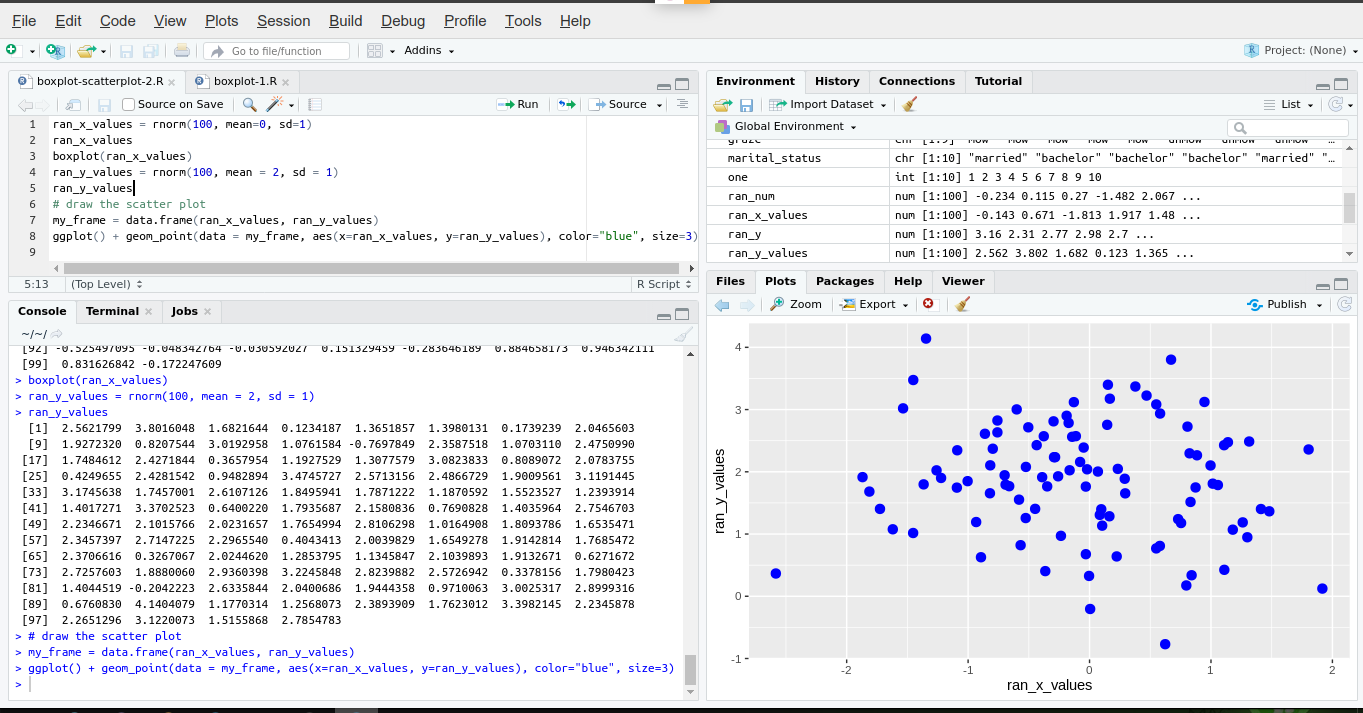 File Edit Code View Plots Session Build Debug Profile Tools Help
Go to file/function Addins Project: (None)
boxplot-scatterplot-2.R boxplot-1.R
Source on Save Run Source
1 ran_x_values = rnorm(100, mean=0, sd=1)
2 ran_x_values
3 boxplot(ran_x_values)
4 ran_y_values = rnorm(100, mean = 2, sd = 1)
5 ran_y_values
6 # draw the scatter plot
7 my_frame = data.frame(ran_x_values, ran_y_values)
8 ggplot() + geom_point(data = my_frame, aes(x=ran_x_values, y=ran_y_values), color="blue", size=3)
9
5:13 (Top Level) R Script
Console Terminal Jobs
~/~/
[92] -0.525497095 -0.048342764 -0.030592027 0.151329459 -0.283646189 0.884658173 0.946342111
[99] 0.831626842 -0.172247609
> boxplot(ran_x_values)
> ran_y_values = rnorm(100, mean = 2, sd = 1)
> ran_y_values
[1] 2.5621799 3.8016048 1.6821644 0.1234187 1.3651857 1.3980131 0.1739239 2.0465603
[9] 1.9272320 0.8207544 3.0192958 1.0761584 -0.7697849 2.3587518 1.0703110 2.4750990
[17] 1.7484612 2.4271844 0.3657954 1.1927529 1.3077579 3.0823833 0.8089072 2.0783755
[25] 0.4249655 2.4281542 0.9482894 3.4745727 2.5713156 2.4866729 1.9009561 3.1191445
[33] 3.1745638 1.7457001 2.6107126 1.8495941 1.7871222 1.1870592 1.5523527 1.2393914
[41] 1.4017271 3.3702523 0.6400220 1.7935687 2.1580836 0.7690828 1.4035964 2.7546703
[49] 2.2346671 2.1015766 2.0231657 1.7654994 2.8106298 1.0164908 1.8093786 1.6535471
[57] 2.3457397 2.7147225 2.2965540 0.4043413 2.0039829 1.6549278 1.9142814 1.7685472
[65] 2.3706616 0.3267067 2.0244620 1.2853795 1.1345847 2.1039893 1.9132671 0.6271672
[73] 2.7257603 1.8880060 2.9360398 3.2245848 2.8239882 2.5726942 0.3378156 1.7980423
[81] 1.4044519 -0.2042223 2.6335844 2.0400686 1.9444358 0.9710063 3.0025317 2.8999316
[89] 0.6760830 4.1404079 1.1770314 1.2568073 2.3893909 1.7623012 3.3982145 2.2345878
[97] 2.2651296 3.1220073 1.5155868 2.7854783
> # draw the scatter plot
> my_frame = data.frame(ran_x_values, ran_y_values)
> ggplot() + geom_point(data = my_frame, aes(x=ran_x_values, y=ran_y_values), color="blue", size=3)
>
Environment History Connections Tutorial
Import Dataset List
Global Environment
marital_status chr [1:10] "married" "bachelor" "bachelor" "bachelor" "married" "…
one int [1:10] 1 2 3 4 5 6 7 8 9 10
ran_num num [1:100] -0.234 0.115 0.27 -1.482 2.067 ...
ran_x_values num [1:100] -0.143 0.671 -1.813 1.917 1.48 ...
ran_y num [1:100] 3.16 2.31 2.77 2.98 2.7 ...
ran_y_values num [1:100] 2.562 3.802 1.682 0.123 1.365 ...
Files Plots Packages Help Viewer
Zoom Export Publish
4
3
2
1
0
-1
ran_y_values
-2 -1 0 1 2
ran_x_values